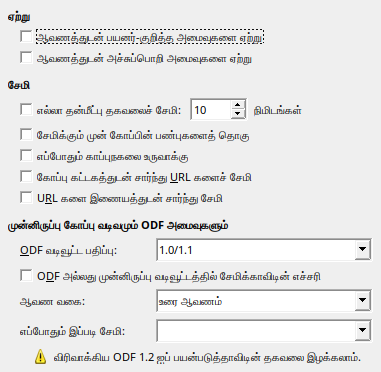 ஏற்று
ஆவணத்துடன் பயனர்-குறித்த அமைவுகளை ஏற்று
ஆவணத்துடன் அச்சுப்பொறி அமைவுகளை ஏற்று
சேமி
எல்லா தன்மீட்பு தகவலைச் சேமி: 10 நிமிடங்கள்
சேமிக்கும் முன் கோப்பின் பண்புகளைத் தொகு
எப்போதும் காப்புநகலை உருவாக்கு
கோப்பு கட்டகத்துடன் சார்ந்து URL களைச் சேமி
URL களை இணையத்துடன் சார்ந்து சேமி
முன்னிருப்பு கோப்பு வடிவமும் ODF அமைவுகளும்
ODF வடிவூட்ட பதிப்பு: 1.0/1.1
ODF அல்லது முன்னிருப்பு வடிவூட்டத்தில் சேமிக்காவிடின் எச்சரி
ஆவண வகை: உரை ஆவணம்
எப்போதும் இப்படி சேமி:
விரிவாக்கிய ODF 1.2 ஐப் பயன்படுத்தாவிடின் தகவலை இழக்கலாம்.